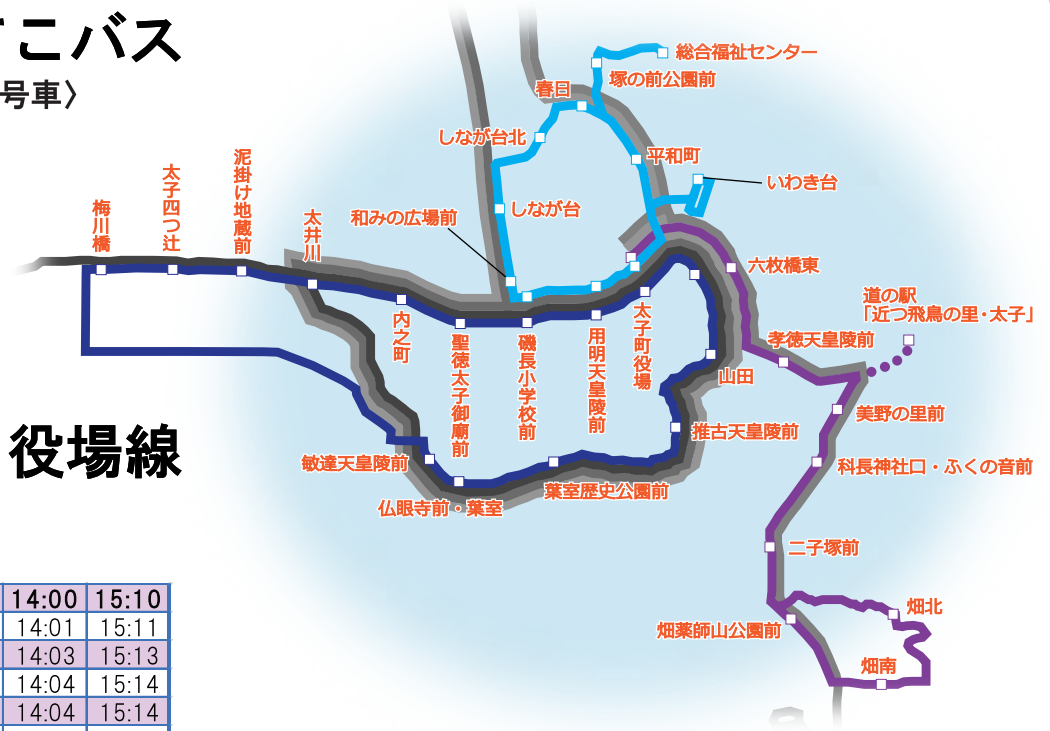 てこバス
号車〉
総合福祉センター
塚の前公園前
春日
しなが台北
平和町
いわき台
しなが台
和みの広場前
梅川橋
太子四つ辻
泥掛け地蔵前
太井川
内之町
聖徳太子御廟前
磯長小学校前
用明天皇陵前
太子町役場
六枚橋東
道の駅
「近つ飛鳥の里・太子」
孝徳天皇陵前
山田
美野の里前
推古天皇陵前
科長神社口・ふくの音前
敏達天皇陵前
仏眼寺前・葉室
葉室歴史公園前
役場線
二子塚前
畑薬師山公園前
畑北
畑南
14:00 15:10
14:01 15:11
14:03 15:13
14:04 15:14
14:04 15:14